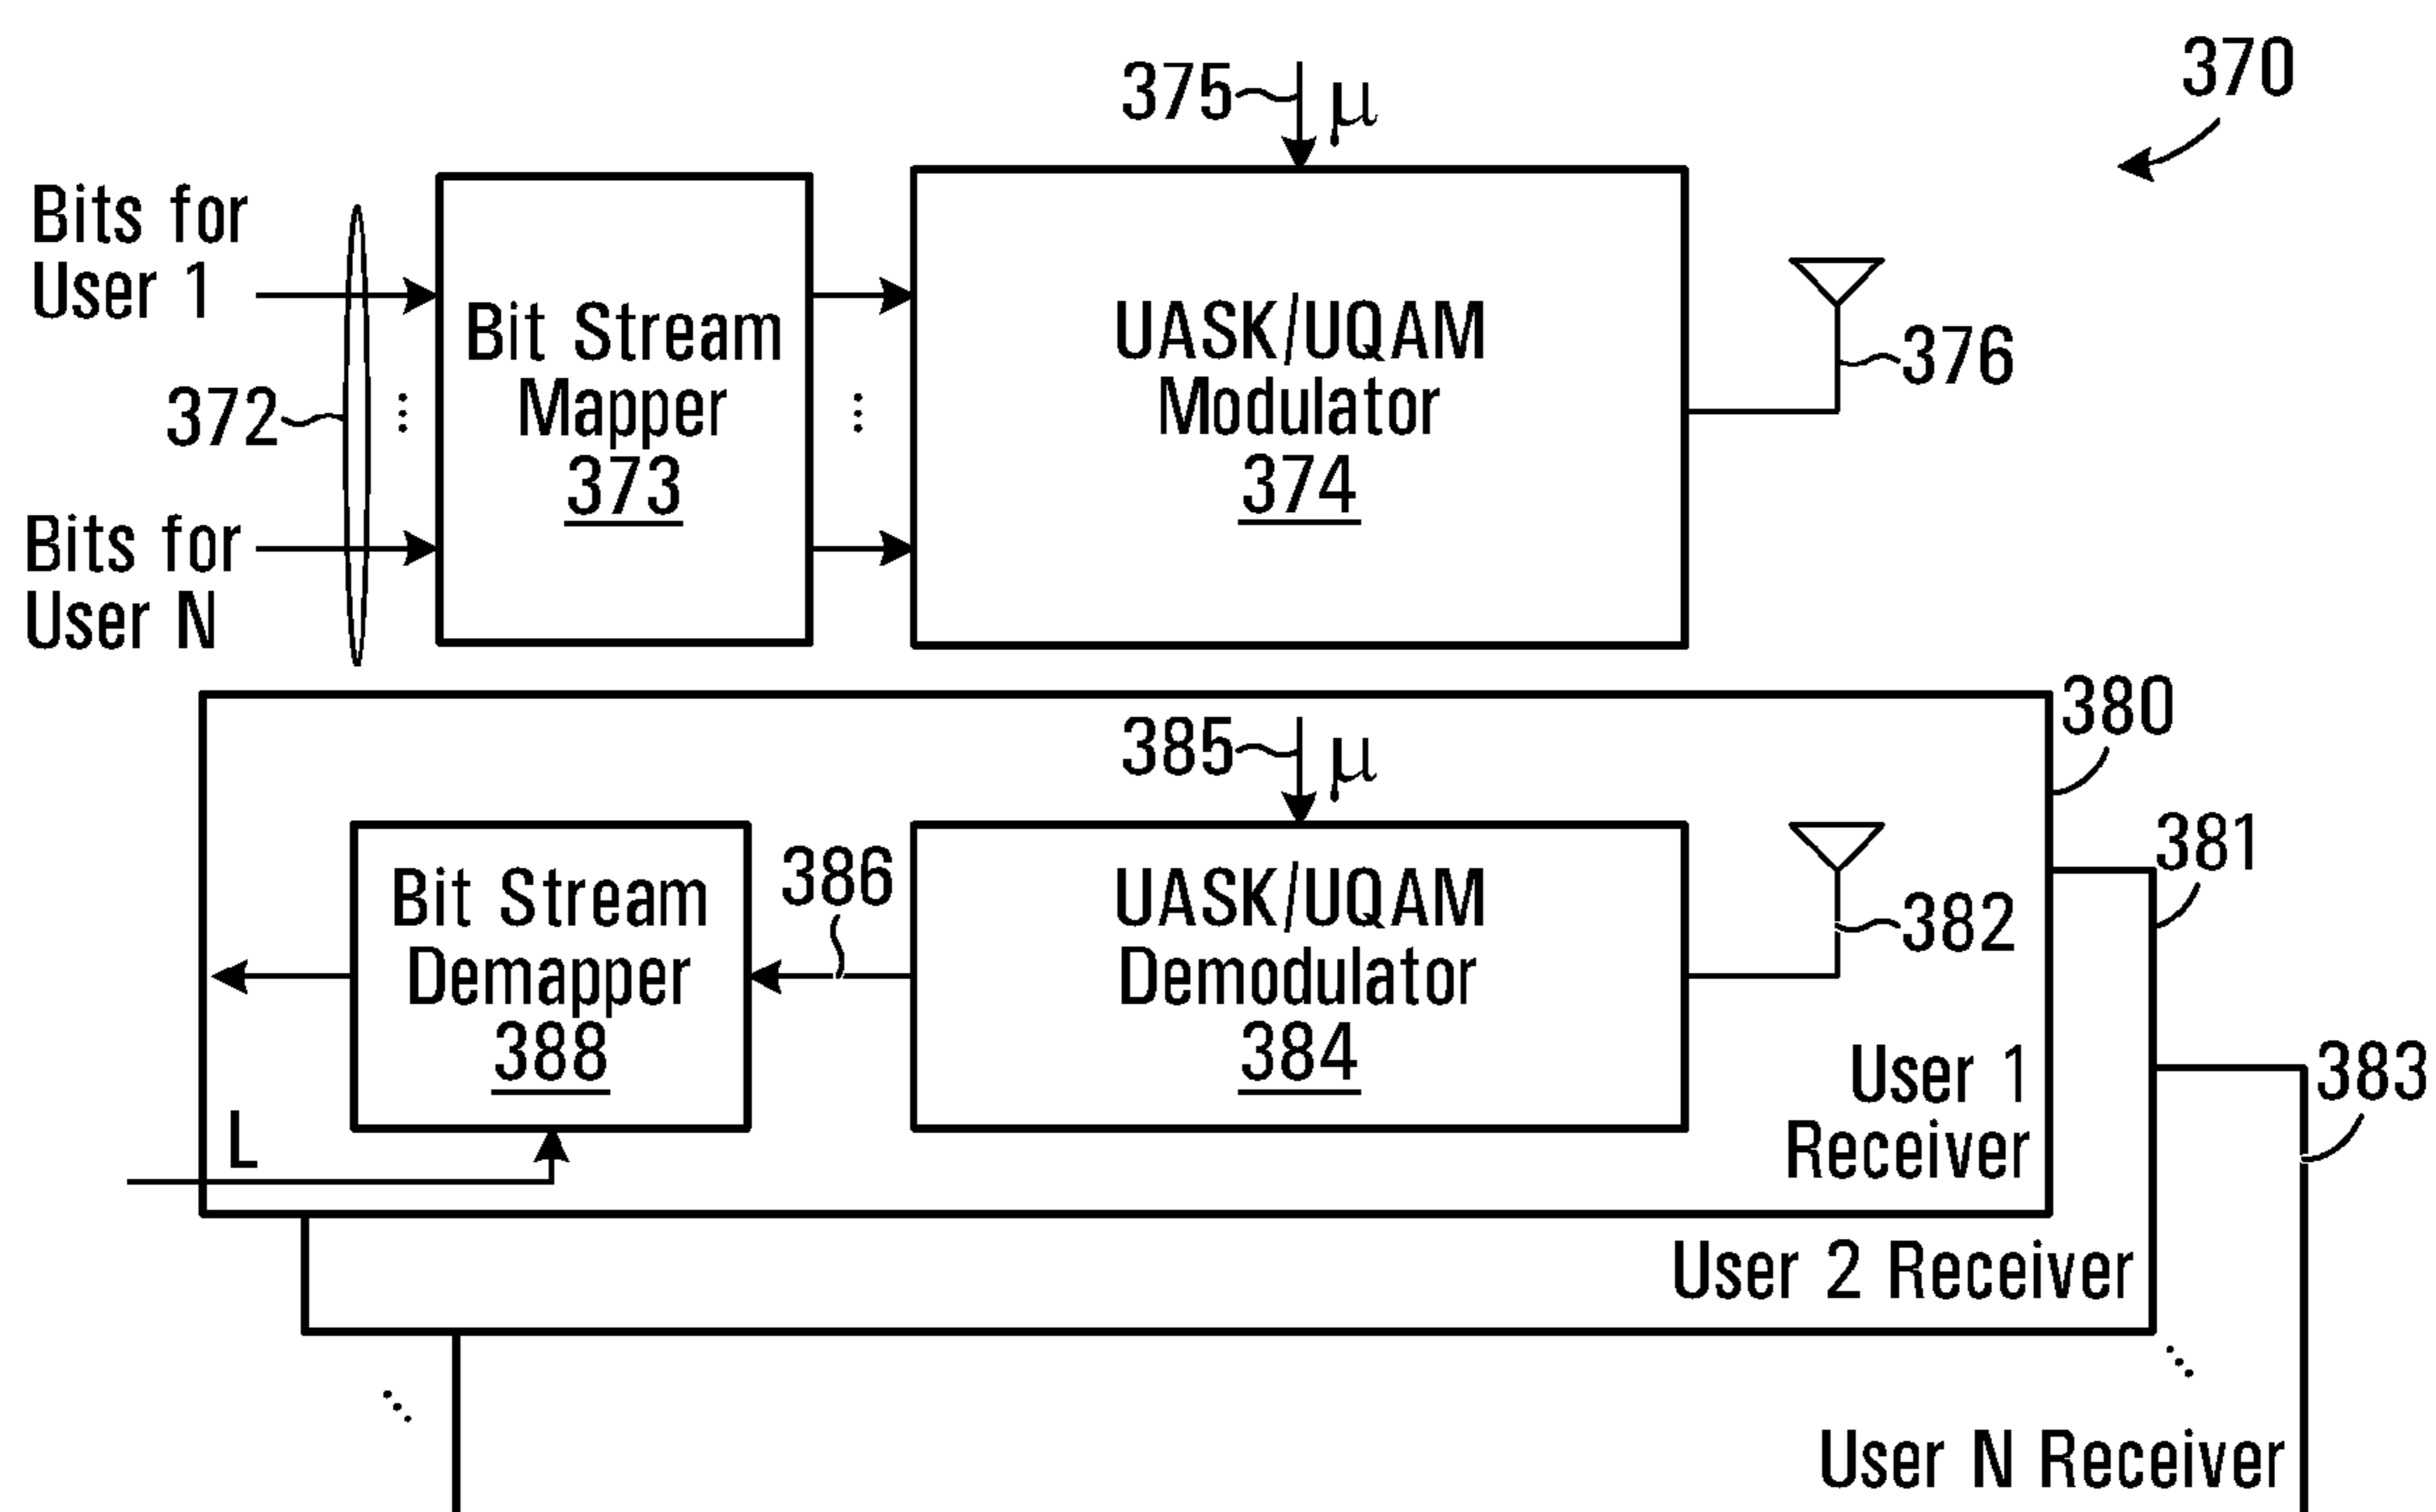 370
375 μ
Bits for
User 1
372
Bits for
User N
Bit Stream
Mapper
373
UASK/UQAM
Modulator
374
376
380
385 μ
381
386
Bit Stream
Demapper
388
UASK/UQAM
Demodulator
384
382
User 1
Receiver
383
L
User 2 Receiver
User N Receiver